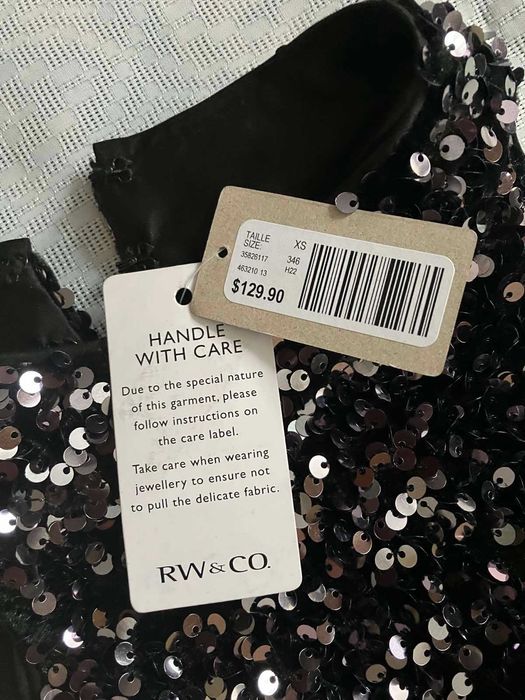 TAILLE
SIZE: XS
35826117 346
463210 13 H22
$129.90
HANDLE
WITH CARE
Due to the special nature
of this garment, please
follow instructions on
the care label.
Take care when wearing
jewellery to ensure not
to pull the delicate fabric.
RW&CO.